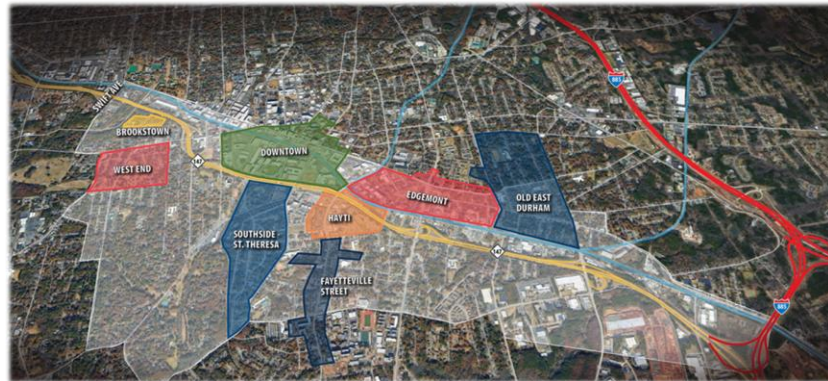 SWIFT AVE
BROOKSTOWN
WEST END
147
DOWNTOWN
EDGEMONT
HAYTI
OLD EAST
DURHAM
SOUTHSIDE -
ST. THERESA
FAYETTEVILLE
STREET
147
885
885